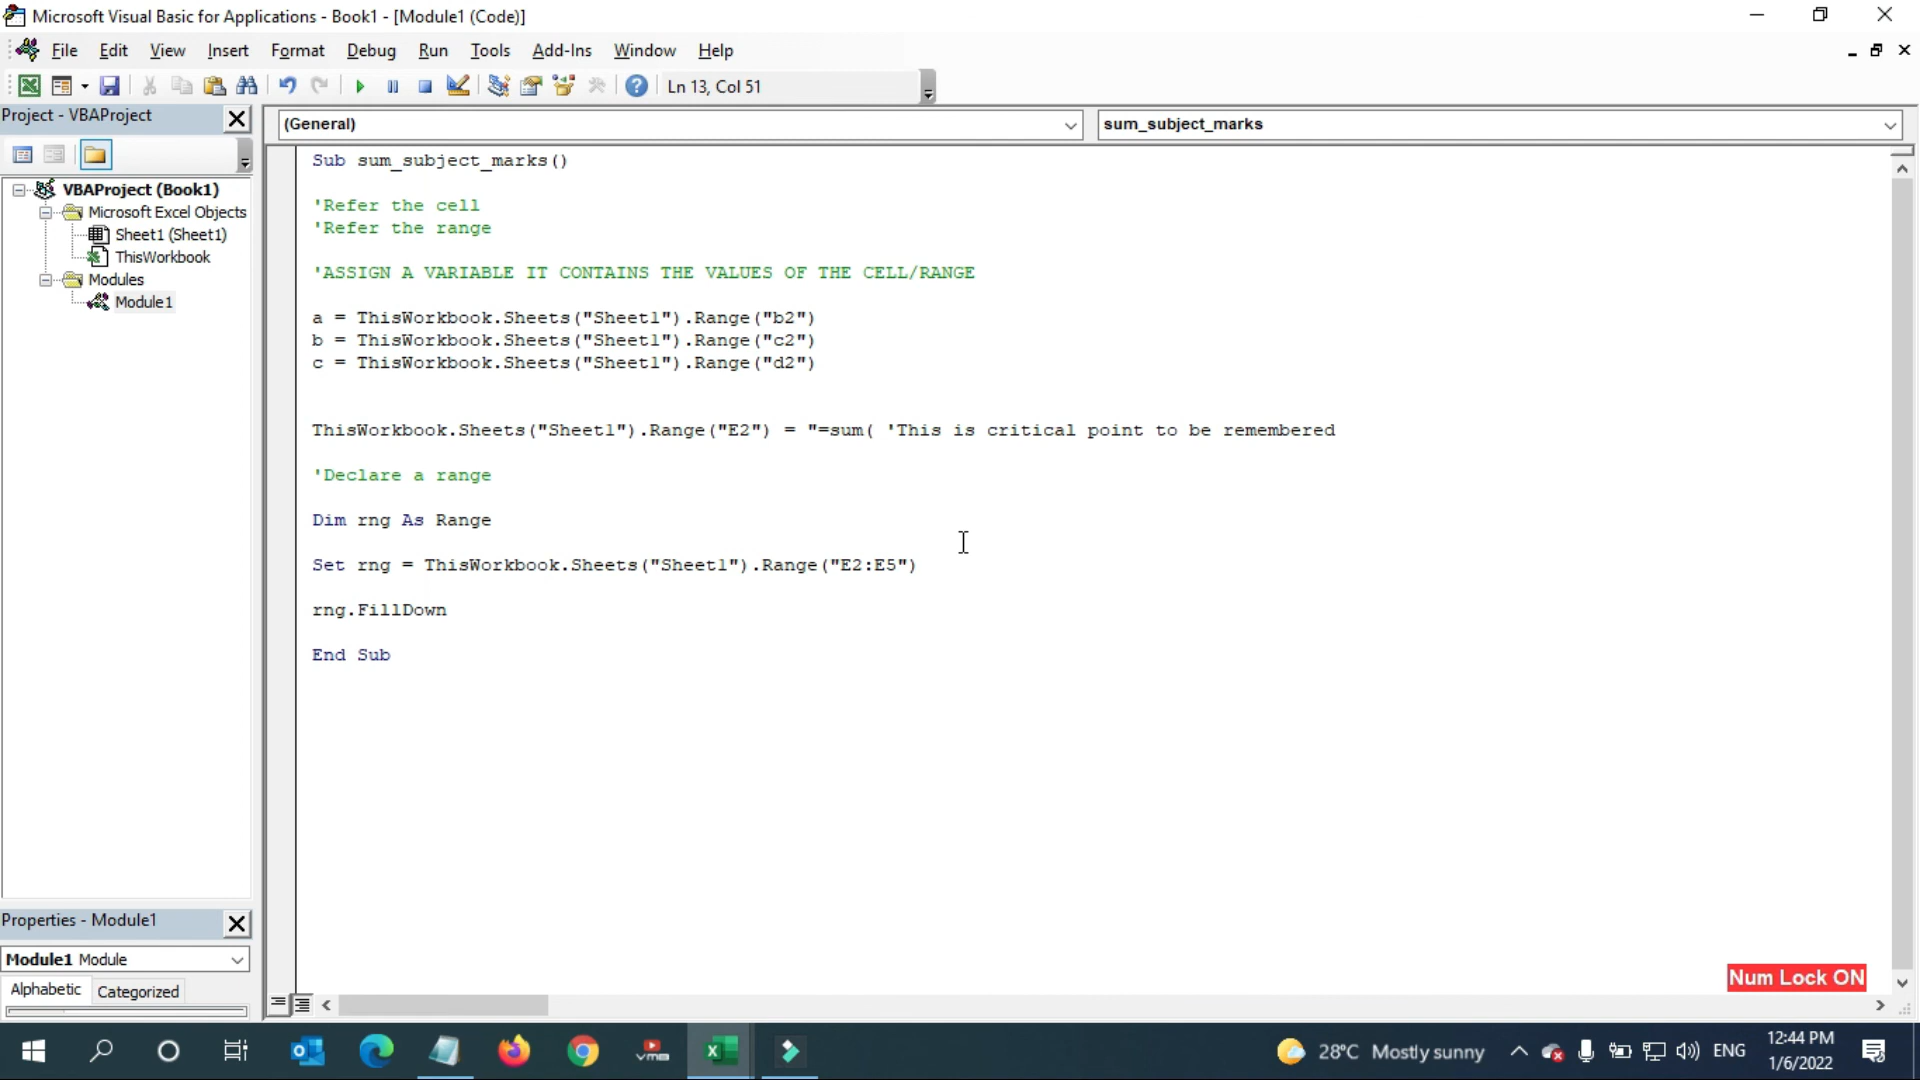 Microsoft Visual Basic for Applications - Book1 - [Module1 (Code)]
File Edit View Insert Format Debug Run Tools Add-Ins Window Help
Ln 13, Col 51
Project - VBAProject
(General)
sum_subject_marks
VBAProject (Book1)
Microsoft Excel Objects
Sheet1 (Sheet1)
ThisWorkbook
Modules
Module1
Sub sum_subject_marks()
'Refer the cell
'Refer the range
'ASSIGN A VARIABLE IT CONTAINS THE VALUES OF THE CELL/RANGE
a = ThisWorkbook.Sheets("Sheet1").Range("b2")
b = ThisWorkbook.Sheets("Sheet1").Range("c2")
c = ThisWorkbook.Sheets("Sheet1").Range("d2")
ThisWorkbook.Sheets("Sheet1").Range("E2") = "=sum( 'This is critical point to be remembered
'Declare a range
Dim rng As Range
Set rng = ThisWorkbook.Sheets("Sheet1").Range("E2:E5")
rng.FillDown
End Sub
Properties - Module1
Module1 Module
Alphabetic Categorized
Num Lock ON
28°C Mostly sunny
ENG
12:44 PM
1/6/2022